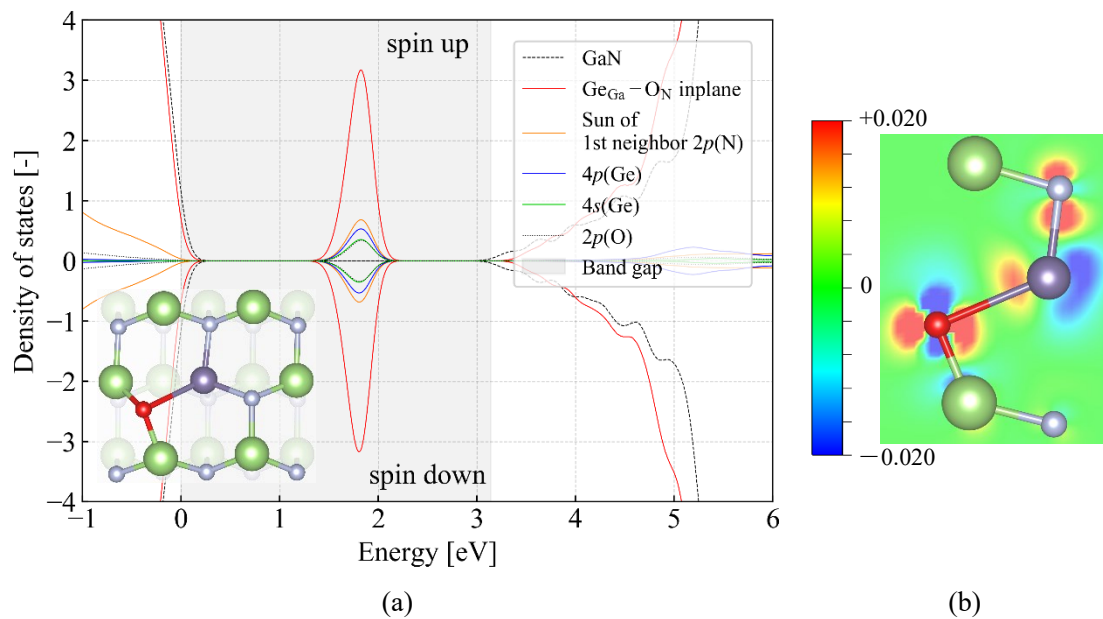 4
3
2
1
0
−1
−2
−3
−4
Density of states [-]
spin up
spin down
GaN
GeGa − ON inplane
Sun of
1st neighbor 2p(N)
4p(Ge)
4s(Ge)
2p(O)
Band gap
−1
0
1
2
3
4
5
6
Energy [eV]
(a)
+0.020
0
−0.020
(b)